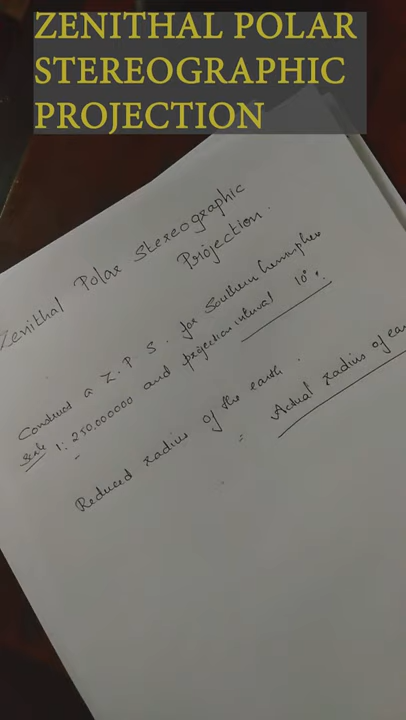 ZENITHAL POLAR
STEREOGRAPHIC
PROJECTION
Zenithal Polar Stereographic
Projection.
Construct a Z. P. S. for Southern hemisphere
scale 1: 250,000000 and projection interval 10°.
Reduced radius of the earth.
= Actual radius of ear